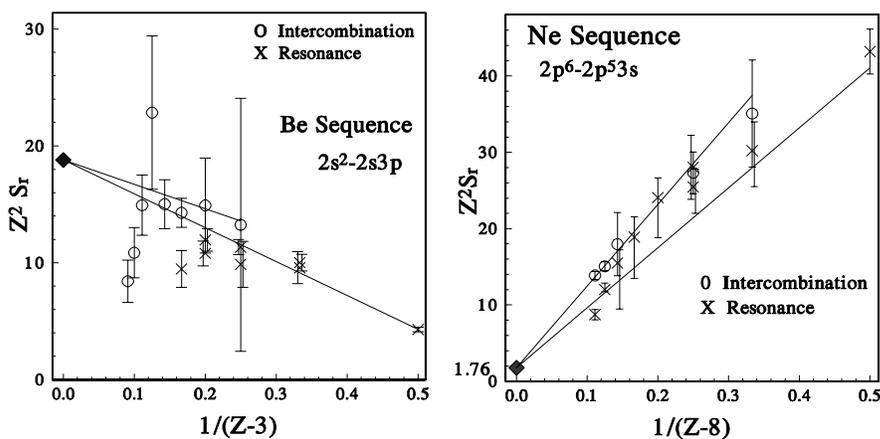 30
20
10
0
Z² Sr
O Intercombination
X Resonance
Be Sequence
2s²-2s3p
0.0 0.1 0.2 0.3 0.4 0.5
1/(Z-3)
40
30
20
10
1.76
0
Z²Sr
Ne Sequence
2p⁶-2p⁵3s
0 Intercombination
X Resonance
0.0 0.1 0.2 0.3 0.4 0.5
1/(Z-8)